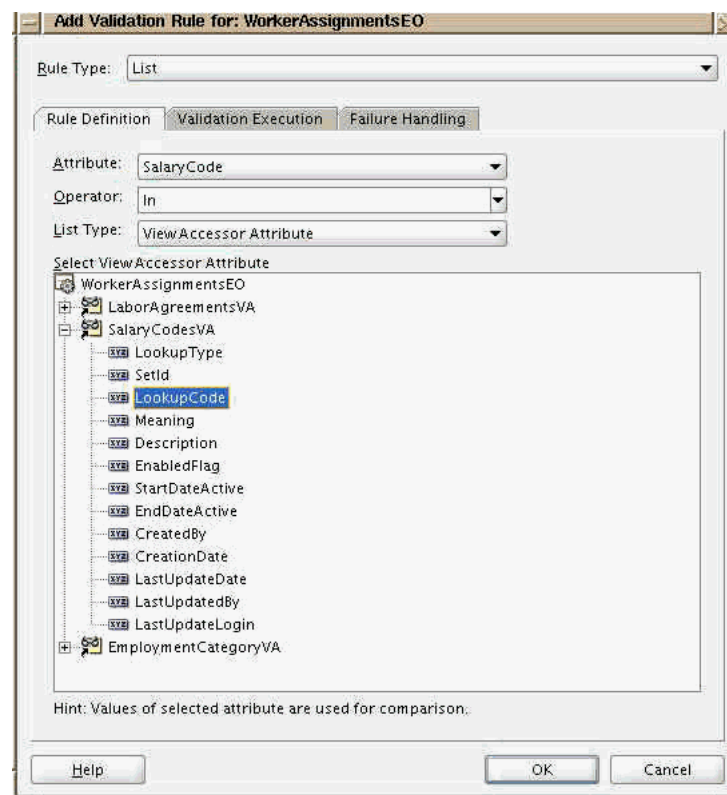 Add Validation Rule for: WorkerAssignmentsEO
Rule Type: List
Rule Definition Validation Execution Failure Handling
Attribute: SalaryCode
Operator: In
List Type: ViewAccessor Attribute
Select ViewAccessor Attribute
WorkerAssignmentsEO
LaborAgreementsVA
SalaryCodesVA
LookupType
SetId
LookupCode
Meaning
Description
EnabledFlag
StartDateActive
EndDateActive
CreatedBy
CreationDate
LastUpdateDate
LastUpdatedBy
LastUpdateLogin
EmploymentCategoryVA
Hint: Values of selected attribute are used for comparison.
Help OK Cancel